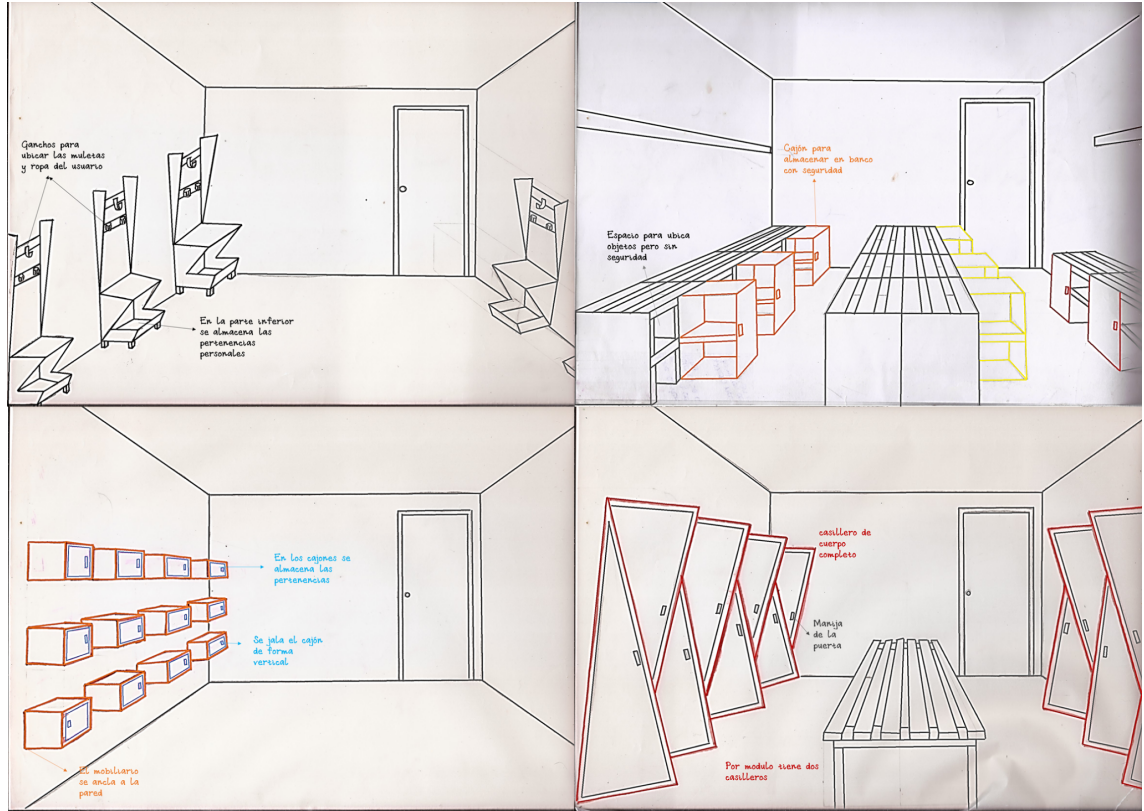 Ganchos para
ubicar las muletas
y ropa del usuario
En la parte inferior
se almacena las
pertenencias
personales
Cajón para
almacenar en banco
con seguridad
Espacio para ubica
objetos pero sin
seguridad
En los cajones se
almacena las
pertenencias
Se jala el cajón
de forma
vertical
El mobiliario
se ancla a la
pared
casillero de
cuerpo
completo
Manija
de la
puerta
Por modulo tiene dos
casilleros